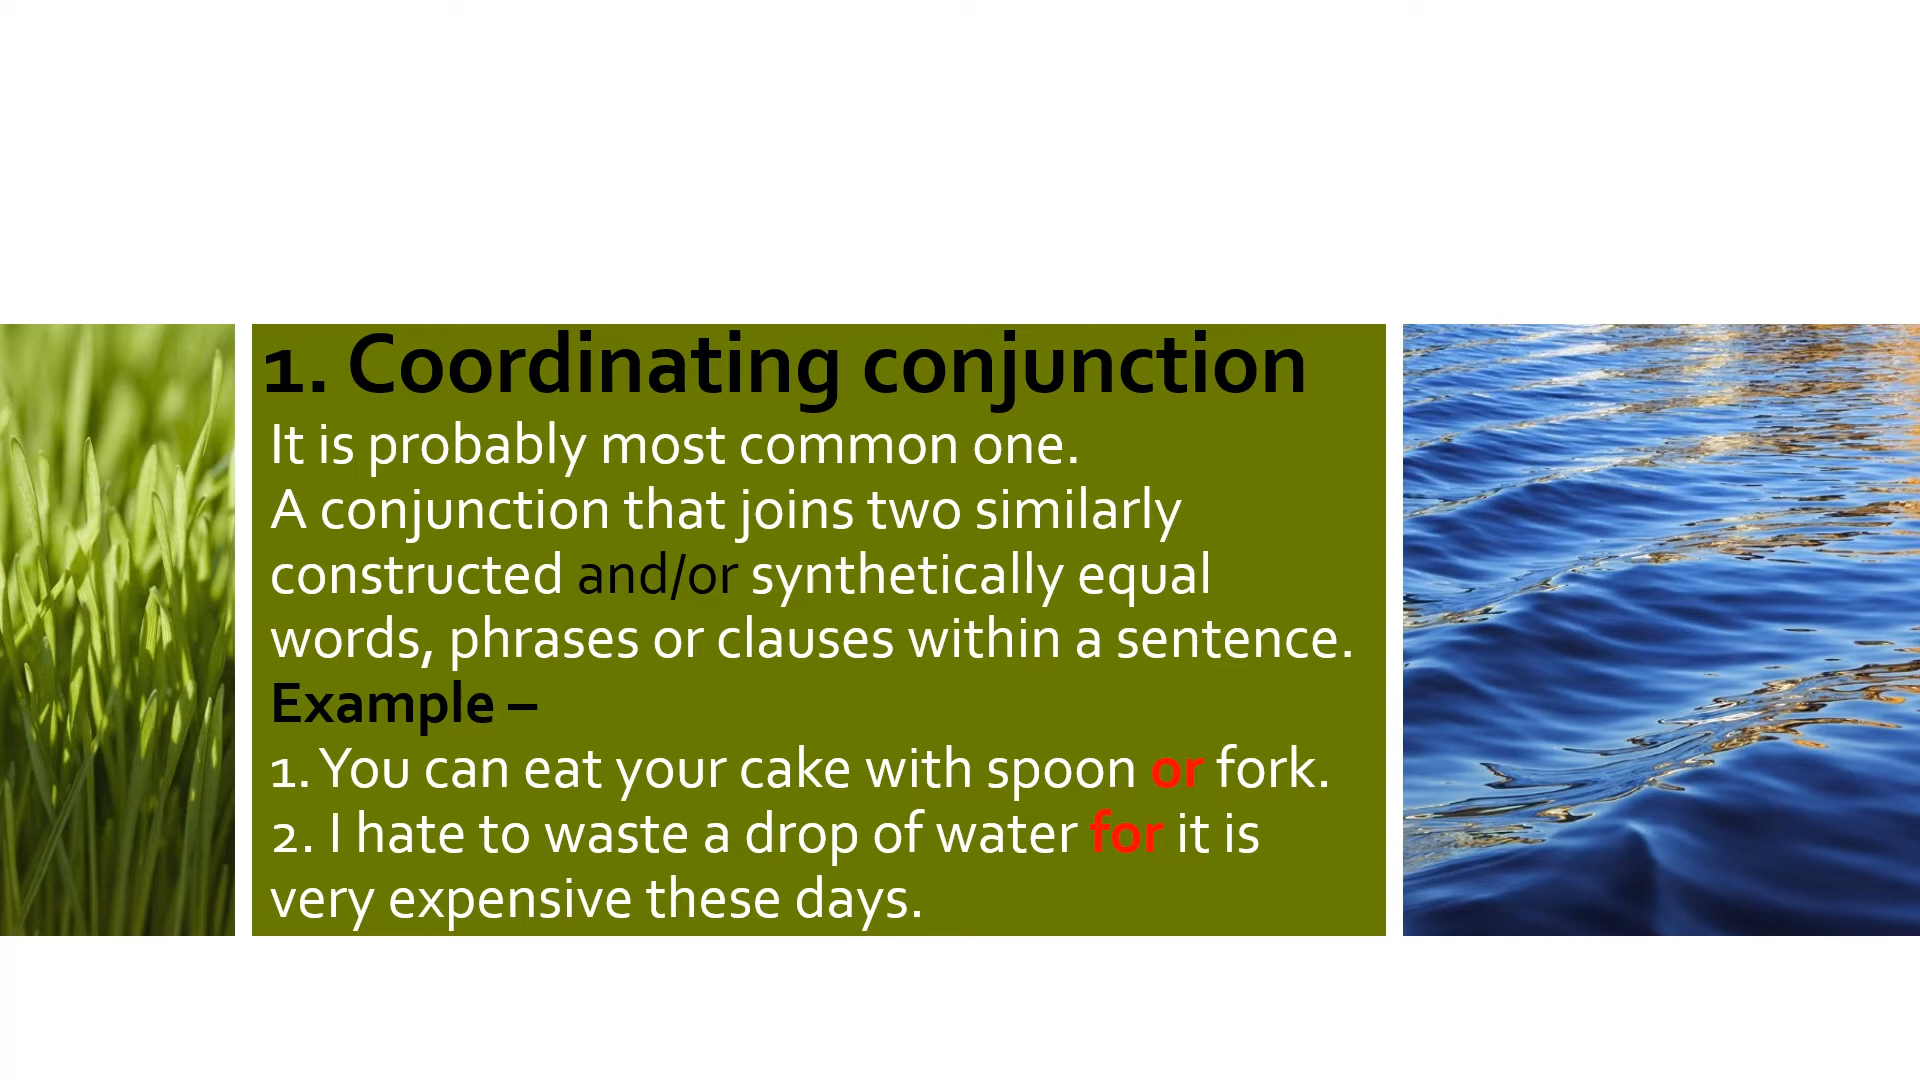 1. Coordinating conjunction
It is probably most common one.
A conjunction that joins two similarly
constructed and/or synthetically equal
words, phrases or clauses within a sentence.
Example –
1. You can eat your cake with spoon or fork.
2. I hate to waste a drop of water for it is
very expensive these days.